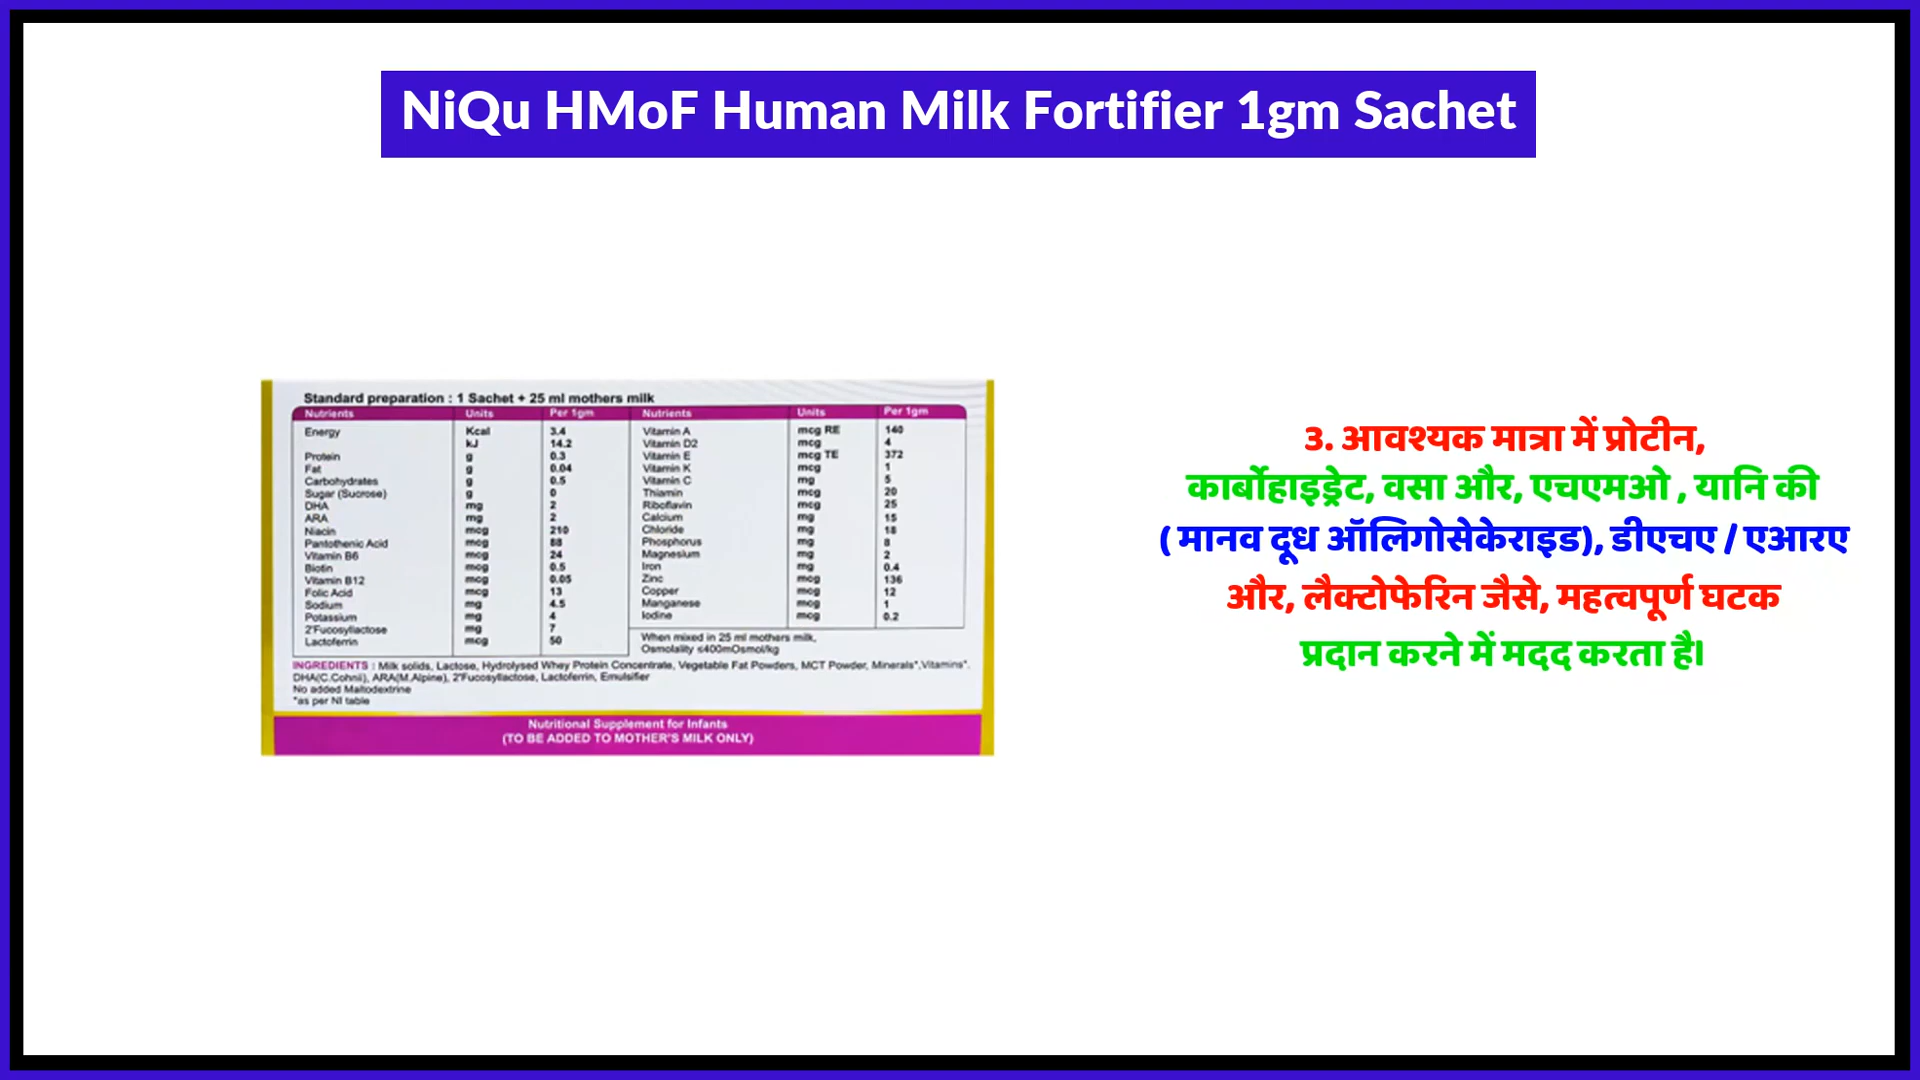 NiQu HMoF Human Milk Fortifier 1gm Sachet
Standard preparation : 1 Sachet + 25 ml mothers milk
Nutrients Units Per 1gm Nutrients Units Per 1gm
Energy Kcal 3.4 Vitamin A mcg RE 140
kJ 14.2 Vitamin D2 mcg 4
Protein g 0.3 Vitamin E mcg TE 372
Fat g 0.04 Vitamin K mcg 1
Carbohydrates g 0.5 Vitamin C mg 5
Sugar (Sucrose) g 0 Thiamin mcg 20
DHA mg 2 Riboflavin mcg 25
ARA mg 2 Calcium mg 15
Niacin mcg 210 Chloride mg 18
Pantothenic Acid mcg 88 Phosphorus mg 8
Vitamin B6 mcg 24 Magnesium mg 2
Biotin mcg 0.5 Iron mg 0.4
Vitamin B12 mcg 0.05 Zinc mcg 136
Folic Acid mcg 13 Copper mcg 12
Sodium mg 4.5 Manganese mcg 1
Potassium mg 4 Iodine mcg 0.2
2'Fucosyllactose mg 7
Lactoferrin mcg 50
When mixed in 25 ml mothers milk,
Osmolality ≤400mOsmol/kg
INGREDIENTS : Milk solids, Lactose, Hydrolysed Whey Protein Concentrate, Vegetable Fat Powders, MCT Powder, Minerals*,Vitamins*.
DHA(C.Cohnii), ARA(M.Alpine), 2'Fucosyllactose, Lactoferrin, Emulsifier
No added Maltodextrine
*as per NI table
Nutritional Supplement for Infants
(TO BE ADDED TO MOTHER'S MILK ONLY)
3. आवश्यक मात्रा में प्रोटीन,
कार्बोहाइड्रेट, वसा और, एचएमओ , यानि की
( मानव दूध ऑलिगोसेकेराइड), डीएचए / एआरए
और, लैक्टोफेरिन जैसे, महत्वपूर्ण घटक
प्रदान करने में मदद करता है।